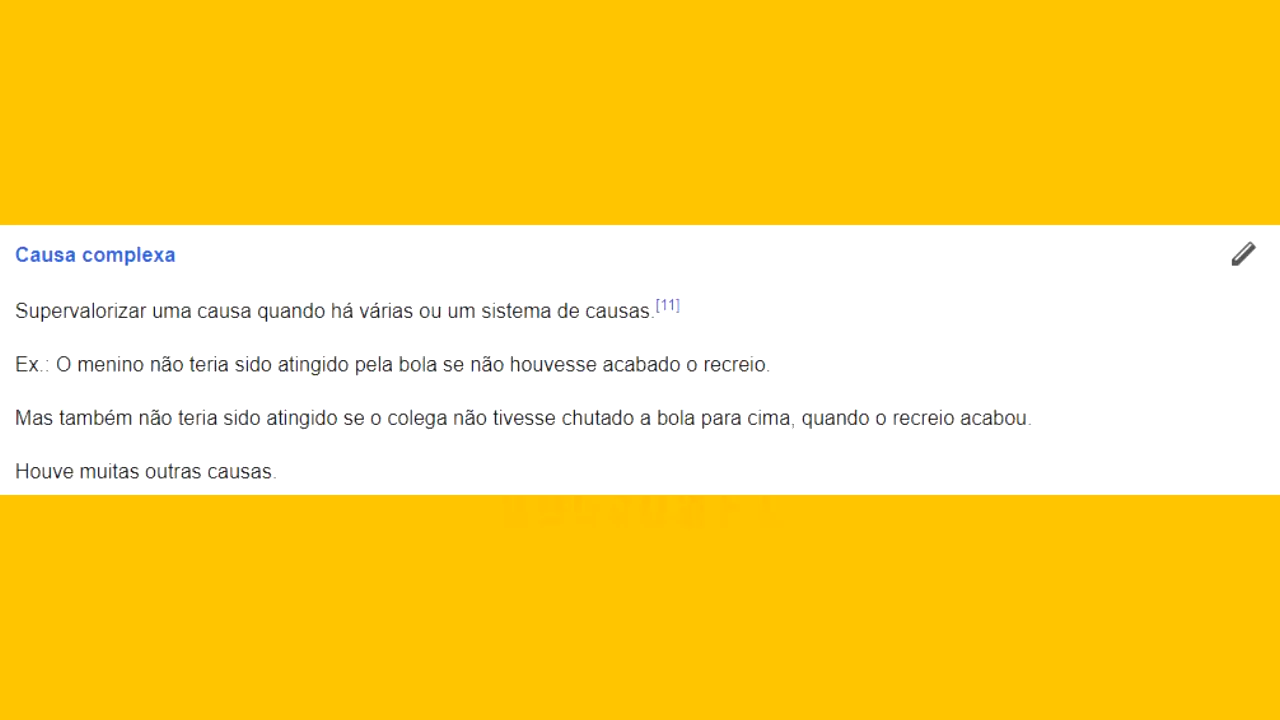 Causa complexa
Supervalorizar uma causa quando há várias ou um sistema de causas.[11]
Ex.: O menino não teria sido atingido pela bola se não houvesse acabado o recreio.
Mas também não teria sido atingido se o colega não tivesse chutado a bola para cima, quando o recreio acabou.
Houve muitas outras causas.